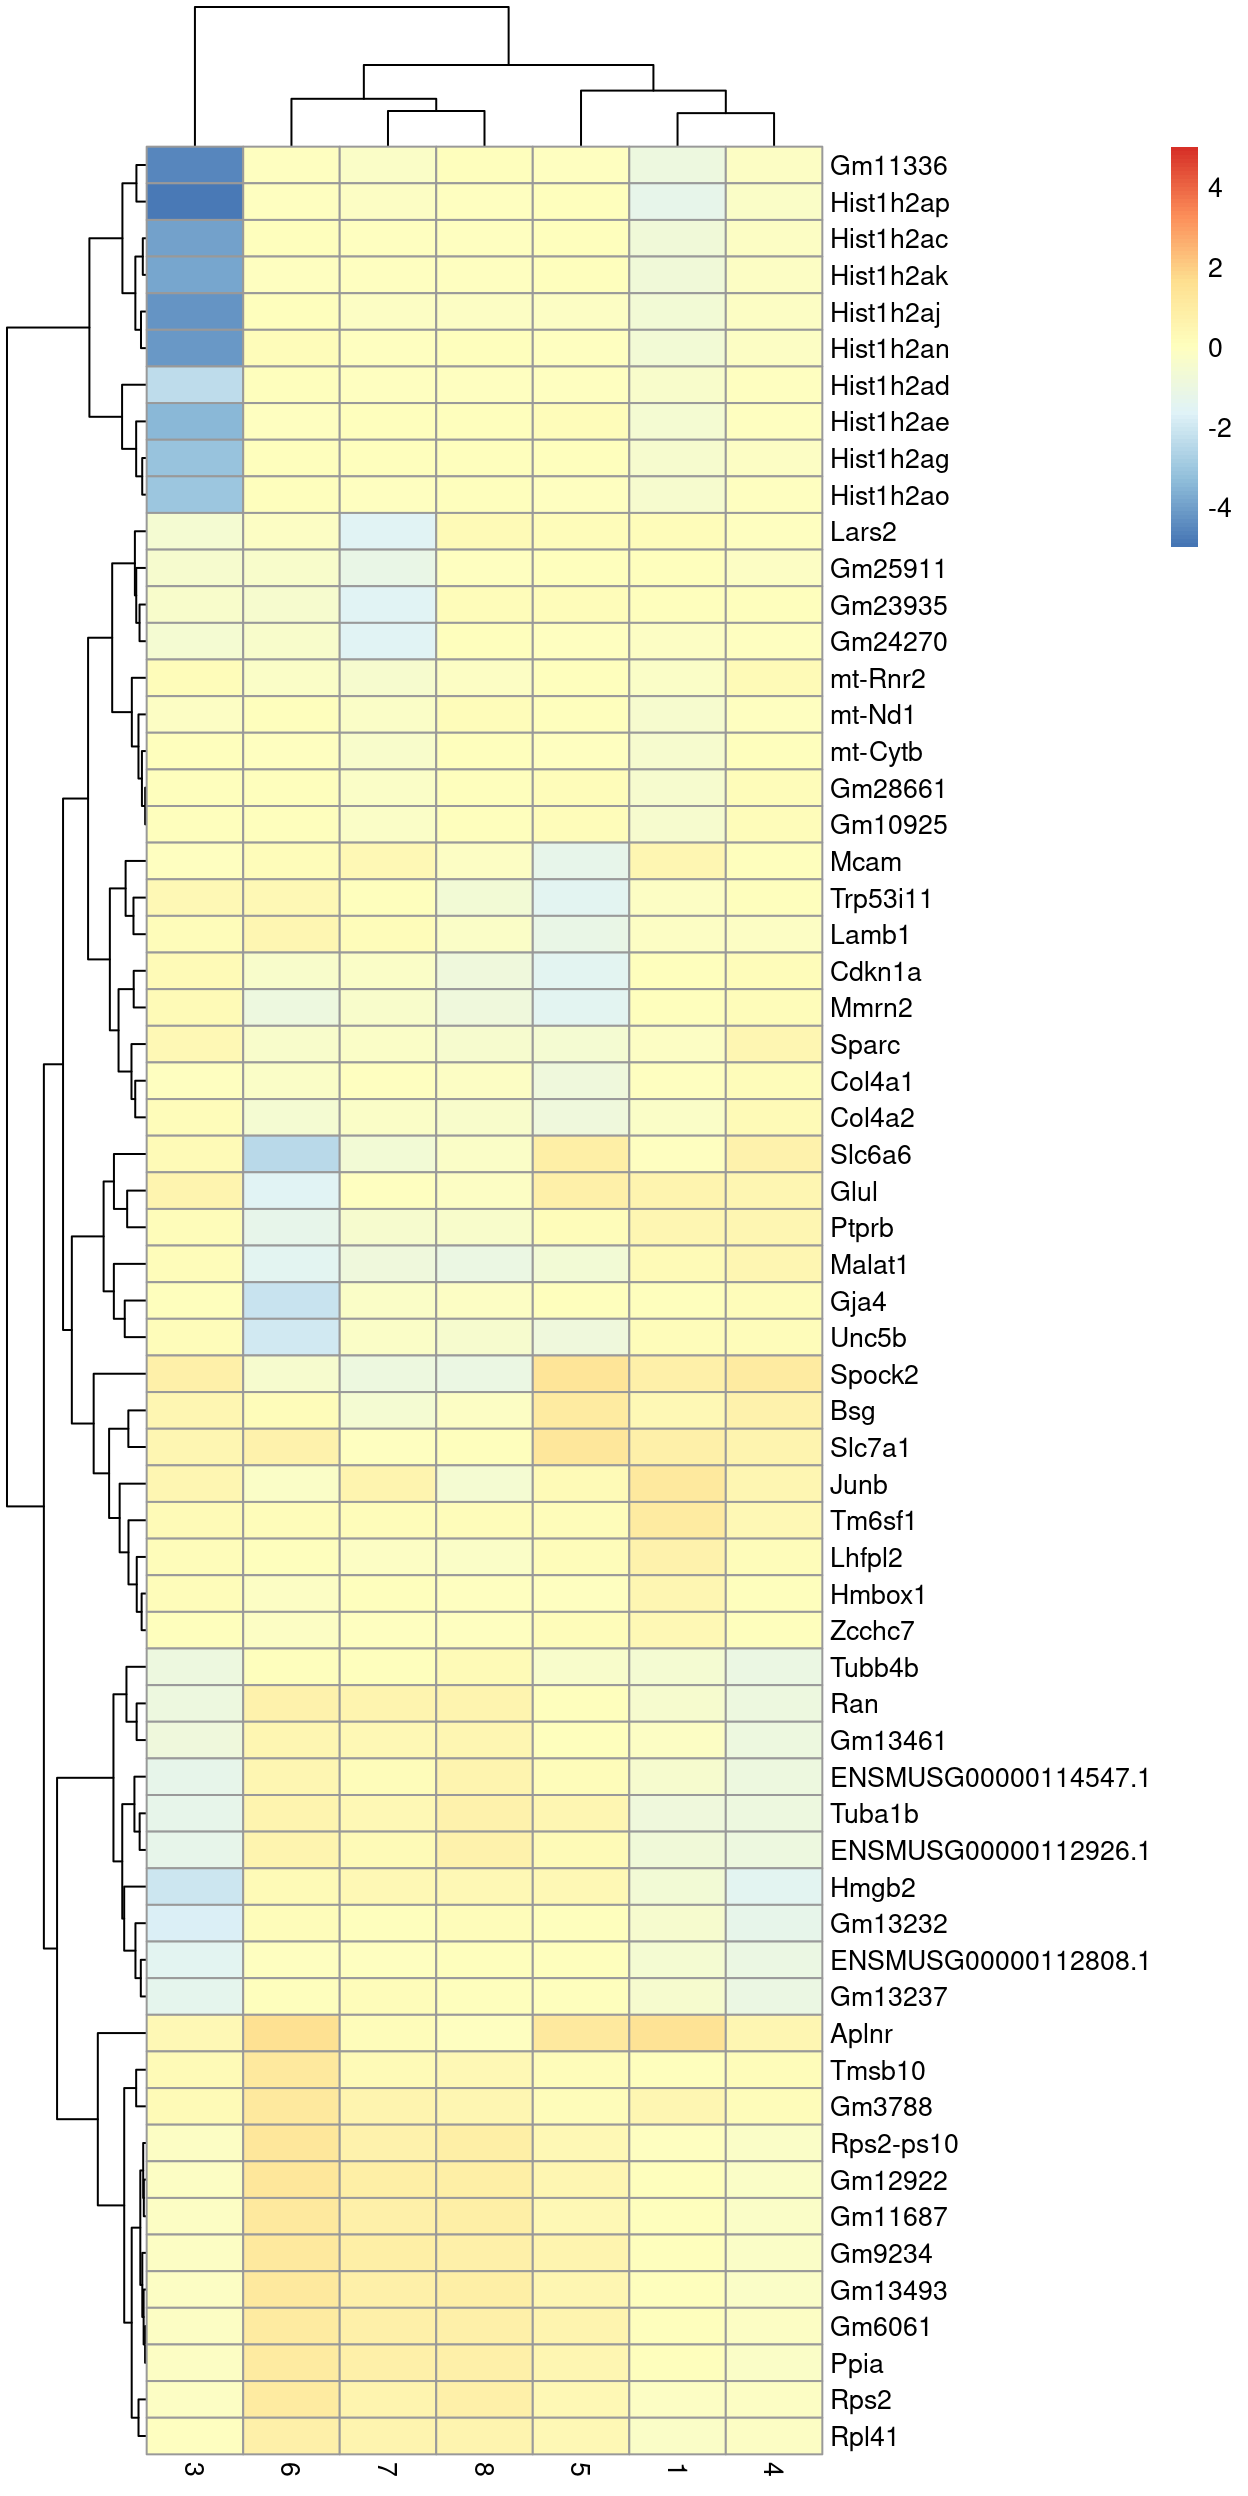 Gm11336
Hist1h2ap
Hist1h2ac
Hist1h2ak
Hist1h2aj
Hist1h2an
Hist1h2ad
Hist1h2ae
Hist1h2ag
Hist1h2ao
Lars2
Gm25911
Gm23935
Gm24270
mt-Rnr2
mt-Nd1
mt-Cytb
Gm28661
Gm10925
Mcam
Trp53i11
Lamb1
Cdkn1a
Mmrn2
Sparc
Col4a1
Col4a2
Slc6a6
Glul
Ptprb
Malat1
Gja4
Unc5b
Spock2
Bsg
Slc7a1
Junb
Tm6sf1
Lhfpl2
Hmbox1
Zcchc7
Tubb4b
Ran
Gm13461
ENSMUSG00000114547.1
Tuba1b
ENSMUSG00000112926.1
Hmgb2
Gm13232
ENSMUSG00000112808.1
Gm13237
Aplnr
Tmsb10
Gm3788
Rps2-ps10
Gm12922
Gm11687
Gm9234
Gm13493
Gm6061
Ppia
Rps2
Rpl41
3 6 7 8 5 1 4
4
2
0
-2
-4